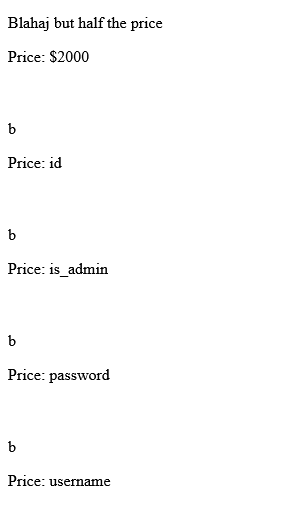 Blahaj but half the price
Price: $2000
b
Price: id
b
Price: is_admin
b
Price: password
b
Price: username